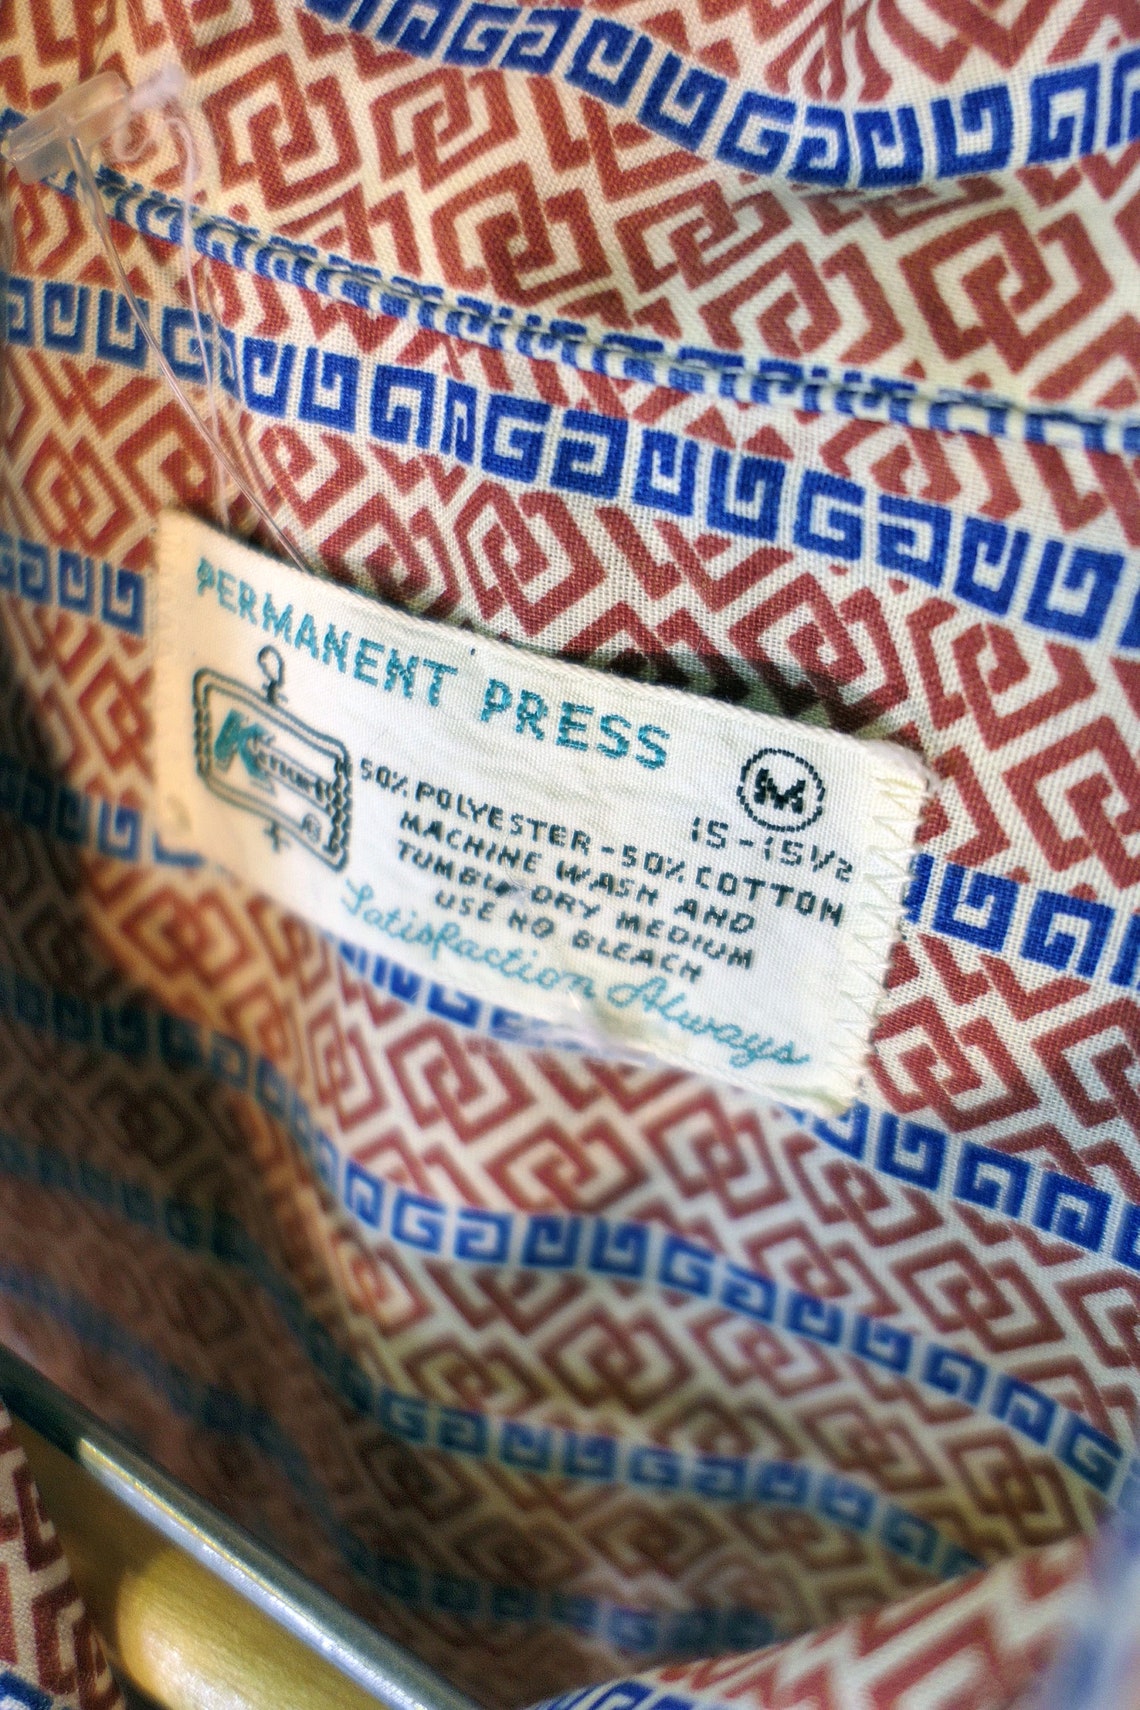 PERMANENT PRESS
Kmart
M
15-15½
50% POLYESTER-50% COTTON
MACHINE WASH AND
TUMBLE DRY MEDIUM
USE NO BLEACH
Satisfaction Always